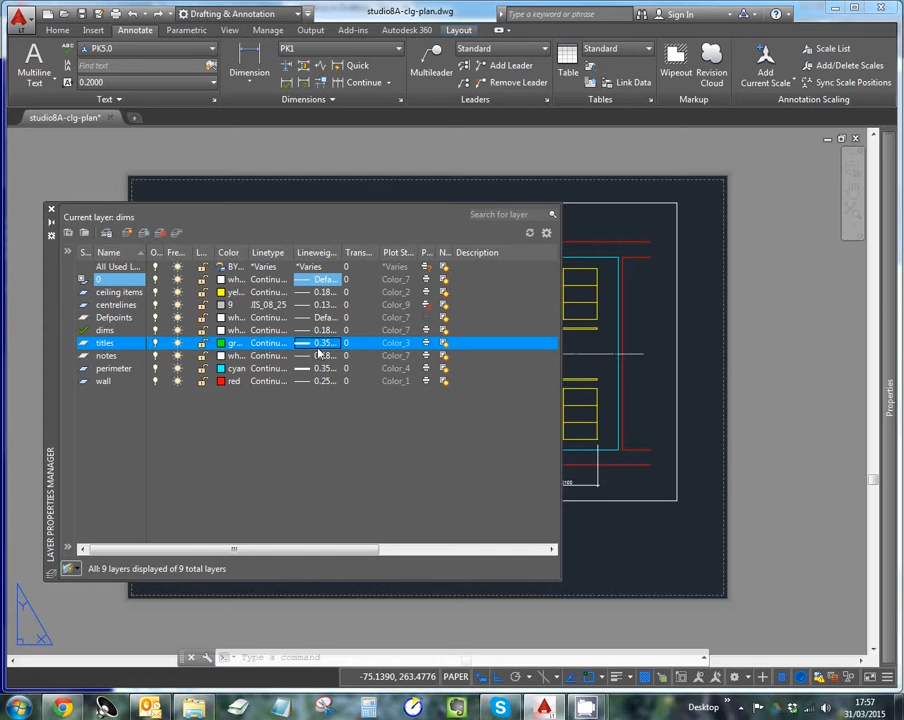 Drafting & Annotation
studio8A-clg-plan.dwg
Type a keyword or phrase
Sign In
LT
Home Insert Annotate Parametric View Manage Output Add-ins Autodesk 360 Layout
Multiline
Text
PK5.0
Find text
0.2000
Text
Dimension
PK1
Quick
Continue
Dimensions
Multileader
Standard
Add Leader
Remove Leader
Leaders
Table
Standard
Link Data
Tables
Wipeout
Revision
Cloud
Markup
Add
Current Scale
Scale List
Add/Delete Scales
Sync Scale Positions
Annotation Scaling
studio8A-clg-plan*
Current layer: dims
Search for layer
S... Name O. Fre... L... Color Linetype Lineweig... Trans... Plot St... P... N... Description
All Used L... BY... *Varies *Varies 0 *Varies
0 wh... Continu... Defa... 0 Color_7
ceiling items yel... Continu... 0.18... 0 Color_2
centrelines 9 JIS_08_25 0.13... 0 Color_9
Defpoints wh... Continu... Defa... 0 Color_7
dims wh... Continu... 0.18... 0 Color_7
titles gr... Continu... 0.35... 0 Color_3
notes wh... Continu... 0.18... 0 Color_7
perimeter cyan Continu... 0.35... 0 Color_4
wall red Continu... 0.25... 0 Color_1
All: 9 layers displayed of 9 total layers
LAYER PROPERTIES MANAGER
Properties
Y
X
Type a command
-75.1390, 263.4776 PAPER
Desktop
17:57
31/03/2015